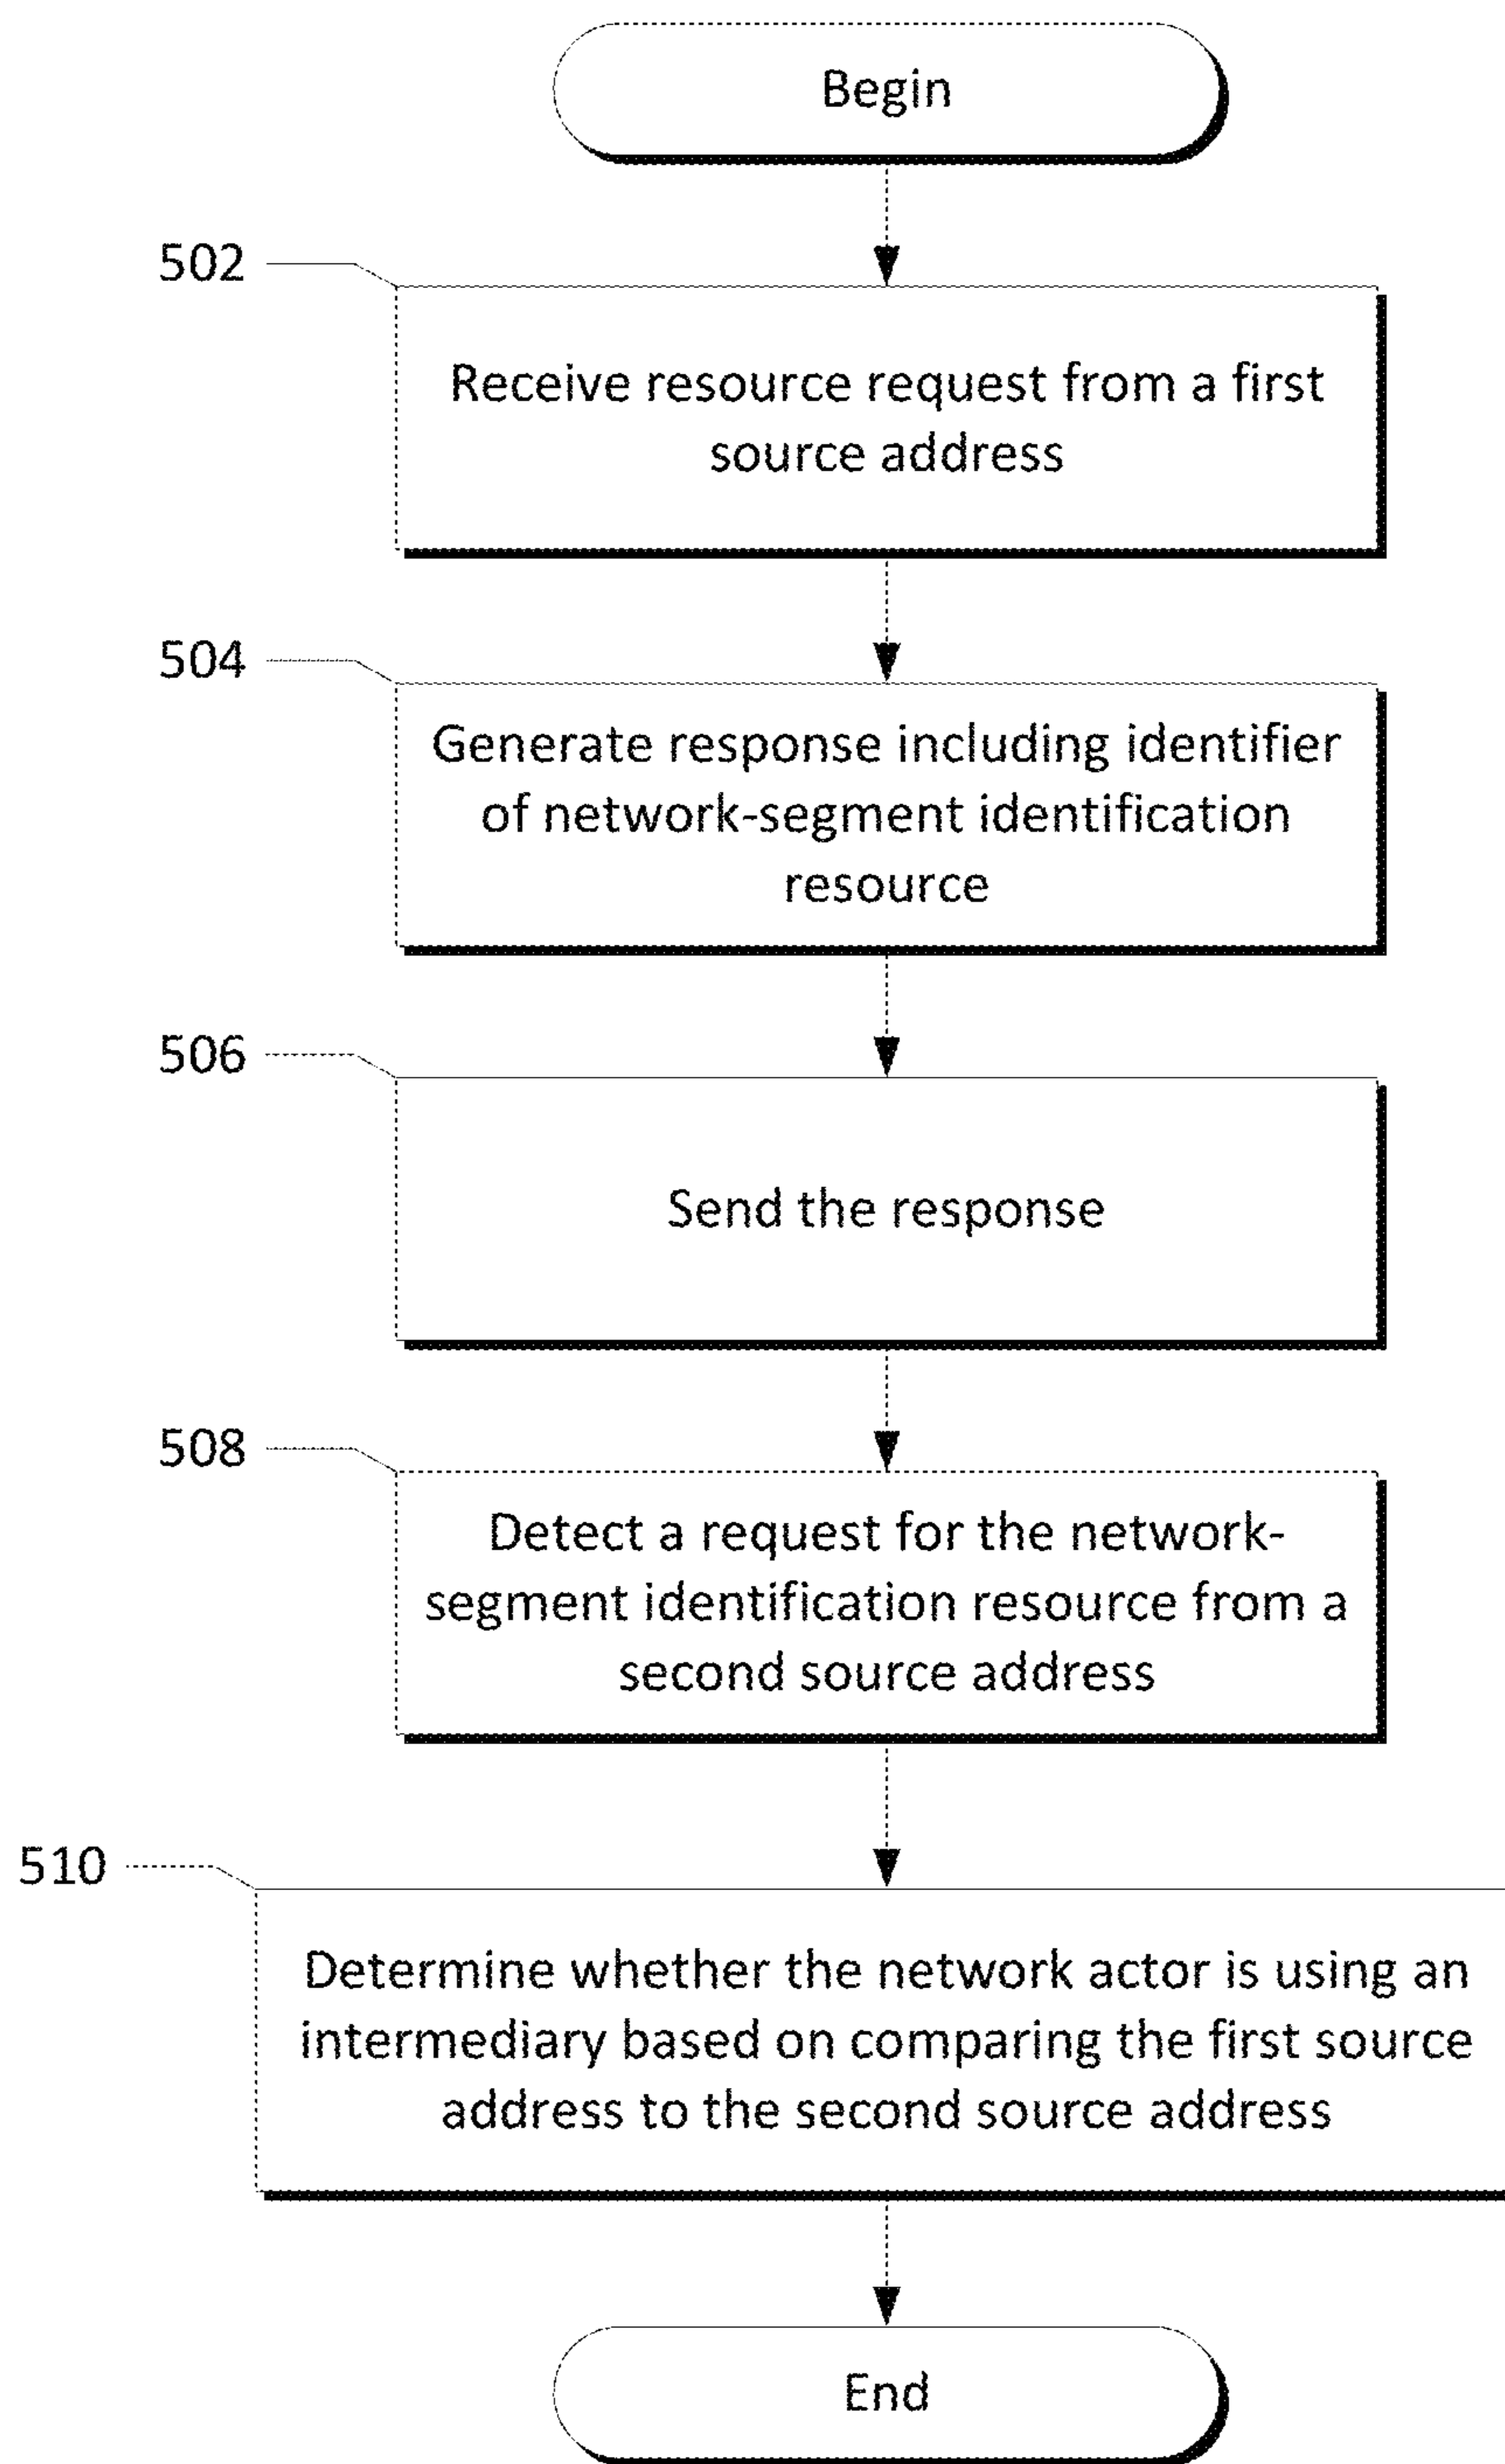 Begin
502
Receive resource request from a first
source address
504
Generate response including identifier
of network-segment identification
resource
506
Send the response
508
Detect a request for the network-
segment identification resource from a
second source address
510
Determine whether the network actor is using an
intermediary based on comparing the first source
address to the second source address
End